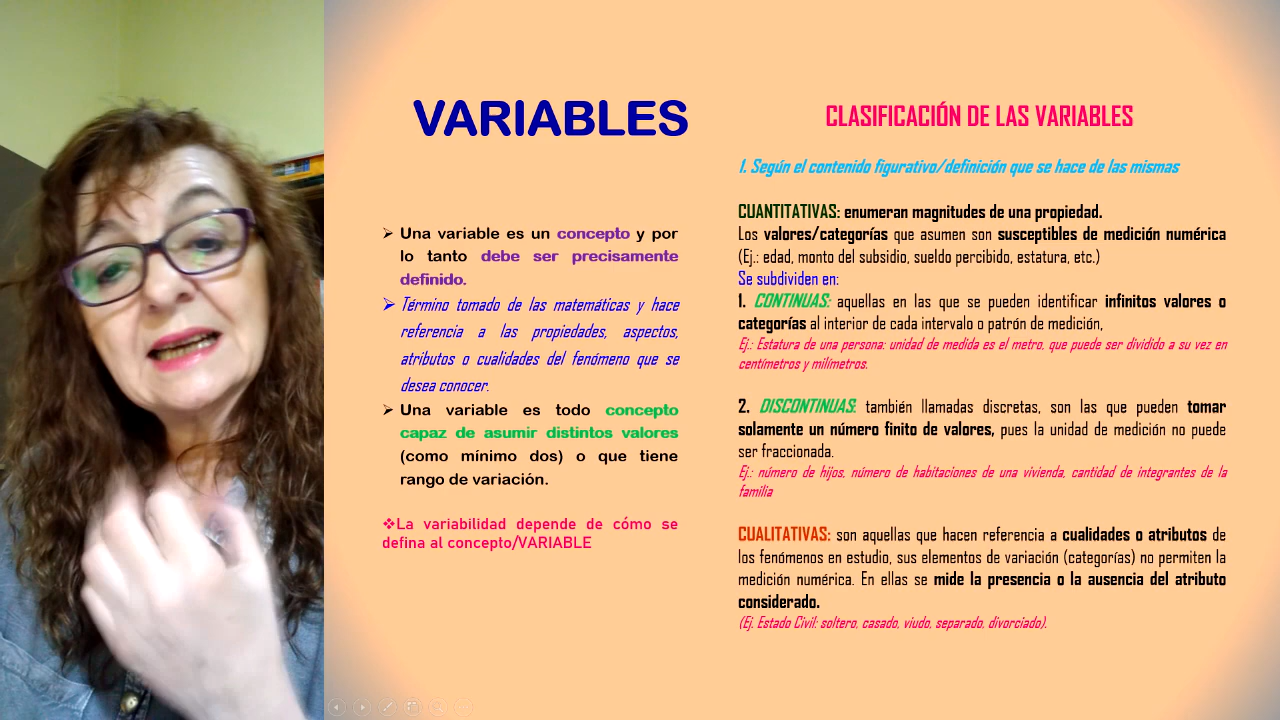 VARIABLES
Una variable es un concepto y por
lo tanto debe ser precisamente
definido.
Término tomado de las matemáticas y hace
referencia a las propiedades, aspectos,
atributos o cualidades del fenómeno que se
desea conocer.
Una variable es todo concepto
capaz de asumir distintos valores
(como mínimo dos) o que tiene
rango de variación.
La variabilidad depende de cómo se
defina al concepto/VARIABLE
CLASIFICACIÓN DE LAS VARIABLES
I. Según el contenido figurativo/definición que se hace de las mismas
CUANTITATIVAS: enumeran magnitudes de una propiedad.
Los valores/categorías que asumen son susceptibles de medición numérica
(Ej.: edad, monto del subsidio, sueldo percibido, estatura, etc.)
Se subdividen en:
1. CONTINUAS: aquellas en las que se pueden identificar infinitos valores o
categorías al interior de cada intervalo o patrón de medición,
Ej.: Estatura de una persona; unidad de medida es el metro, que puede ser dividido a su vez en
centímetros y milímetros.
2. DISCONTINUAS: también llamadas discretas, son las que pueden tomar
solamente un número finito de valores, pues la unidad de medición no puede
ser fraccionada.
Ej.: número de hijos, número de habitaciones de una vivienda, cantidad de integrantes de la
familia
CUALITATIVAS: son aquellas que hacen referencia a cualidades o atributos de
los fenómenos en estudio, sus elementos de variación (categorías) no permiten la
medición numérica. En ellas se mide la presencia o la ausencia del atributo
considerado.
(Ej. Estado Civil: soltero, casado, viudo, separado, divorciado).